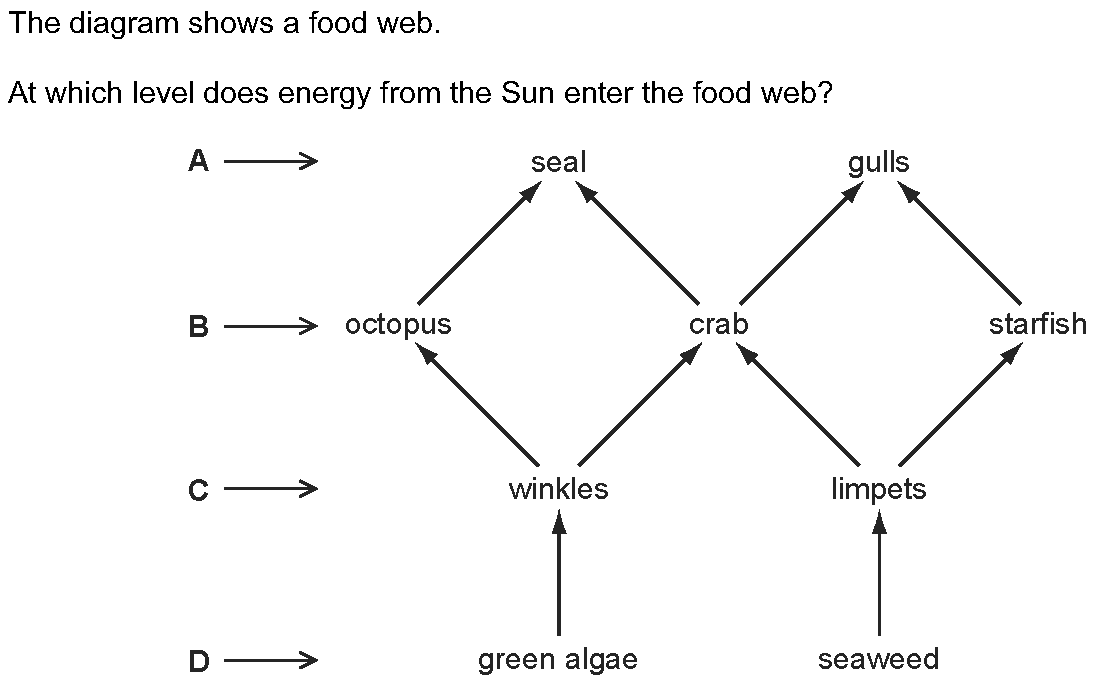 The diagram shows a food web.
At which level does energy from the Sun enter the food web?
A seal gulls
B octopus crab starfish
C winkles limpets
D green algae seaweed